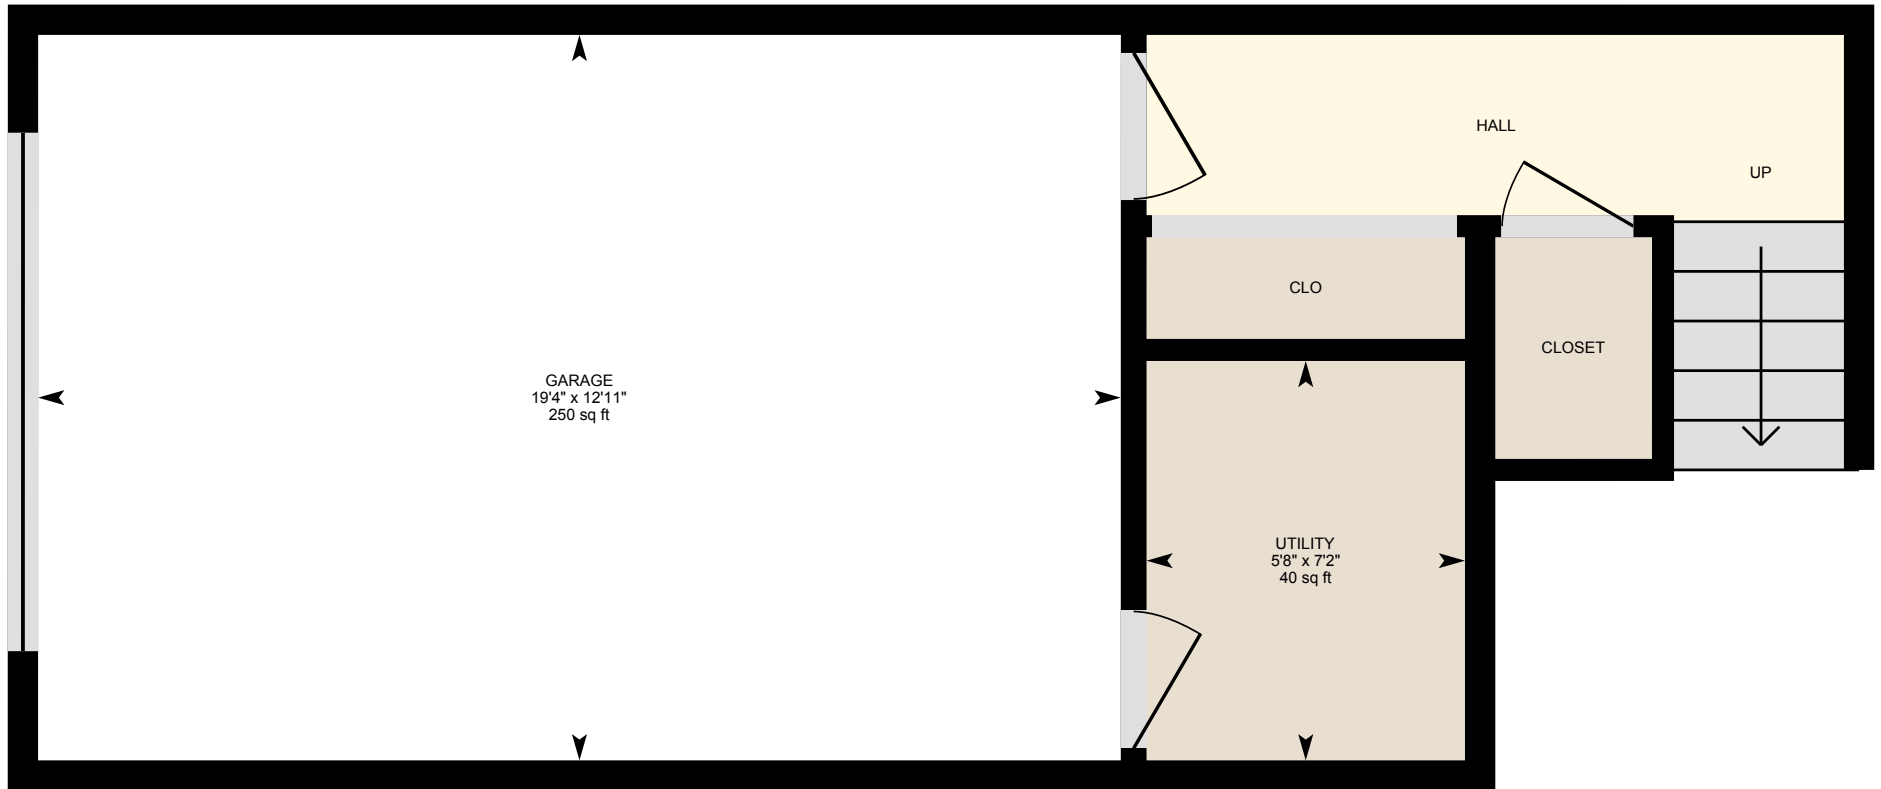 HALL
UP
CLO
CLOSET
GARAGE
19'4" x 12'11"
250 sq ft
UTILITY
5'8" x 7'2"
40 sq ft